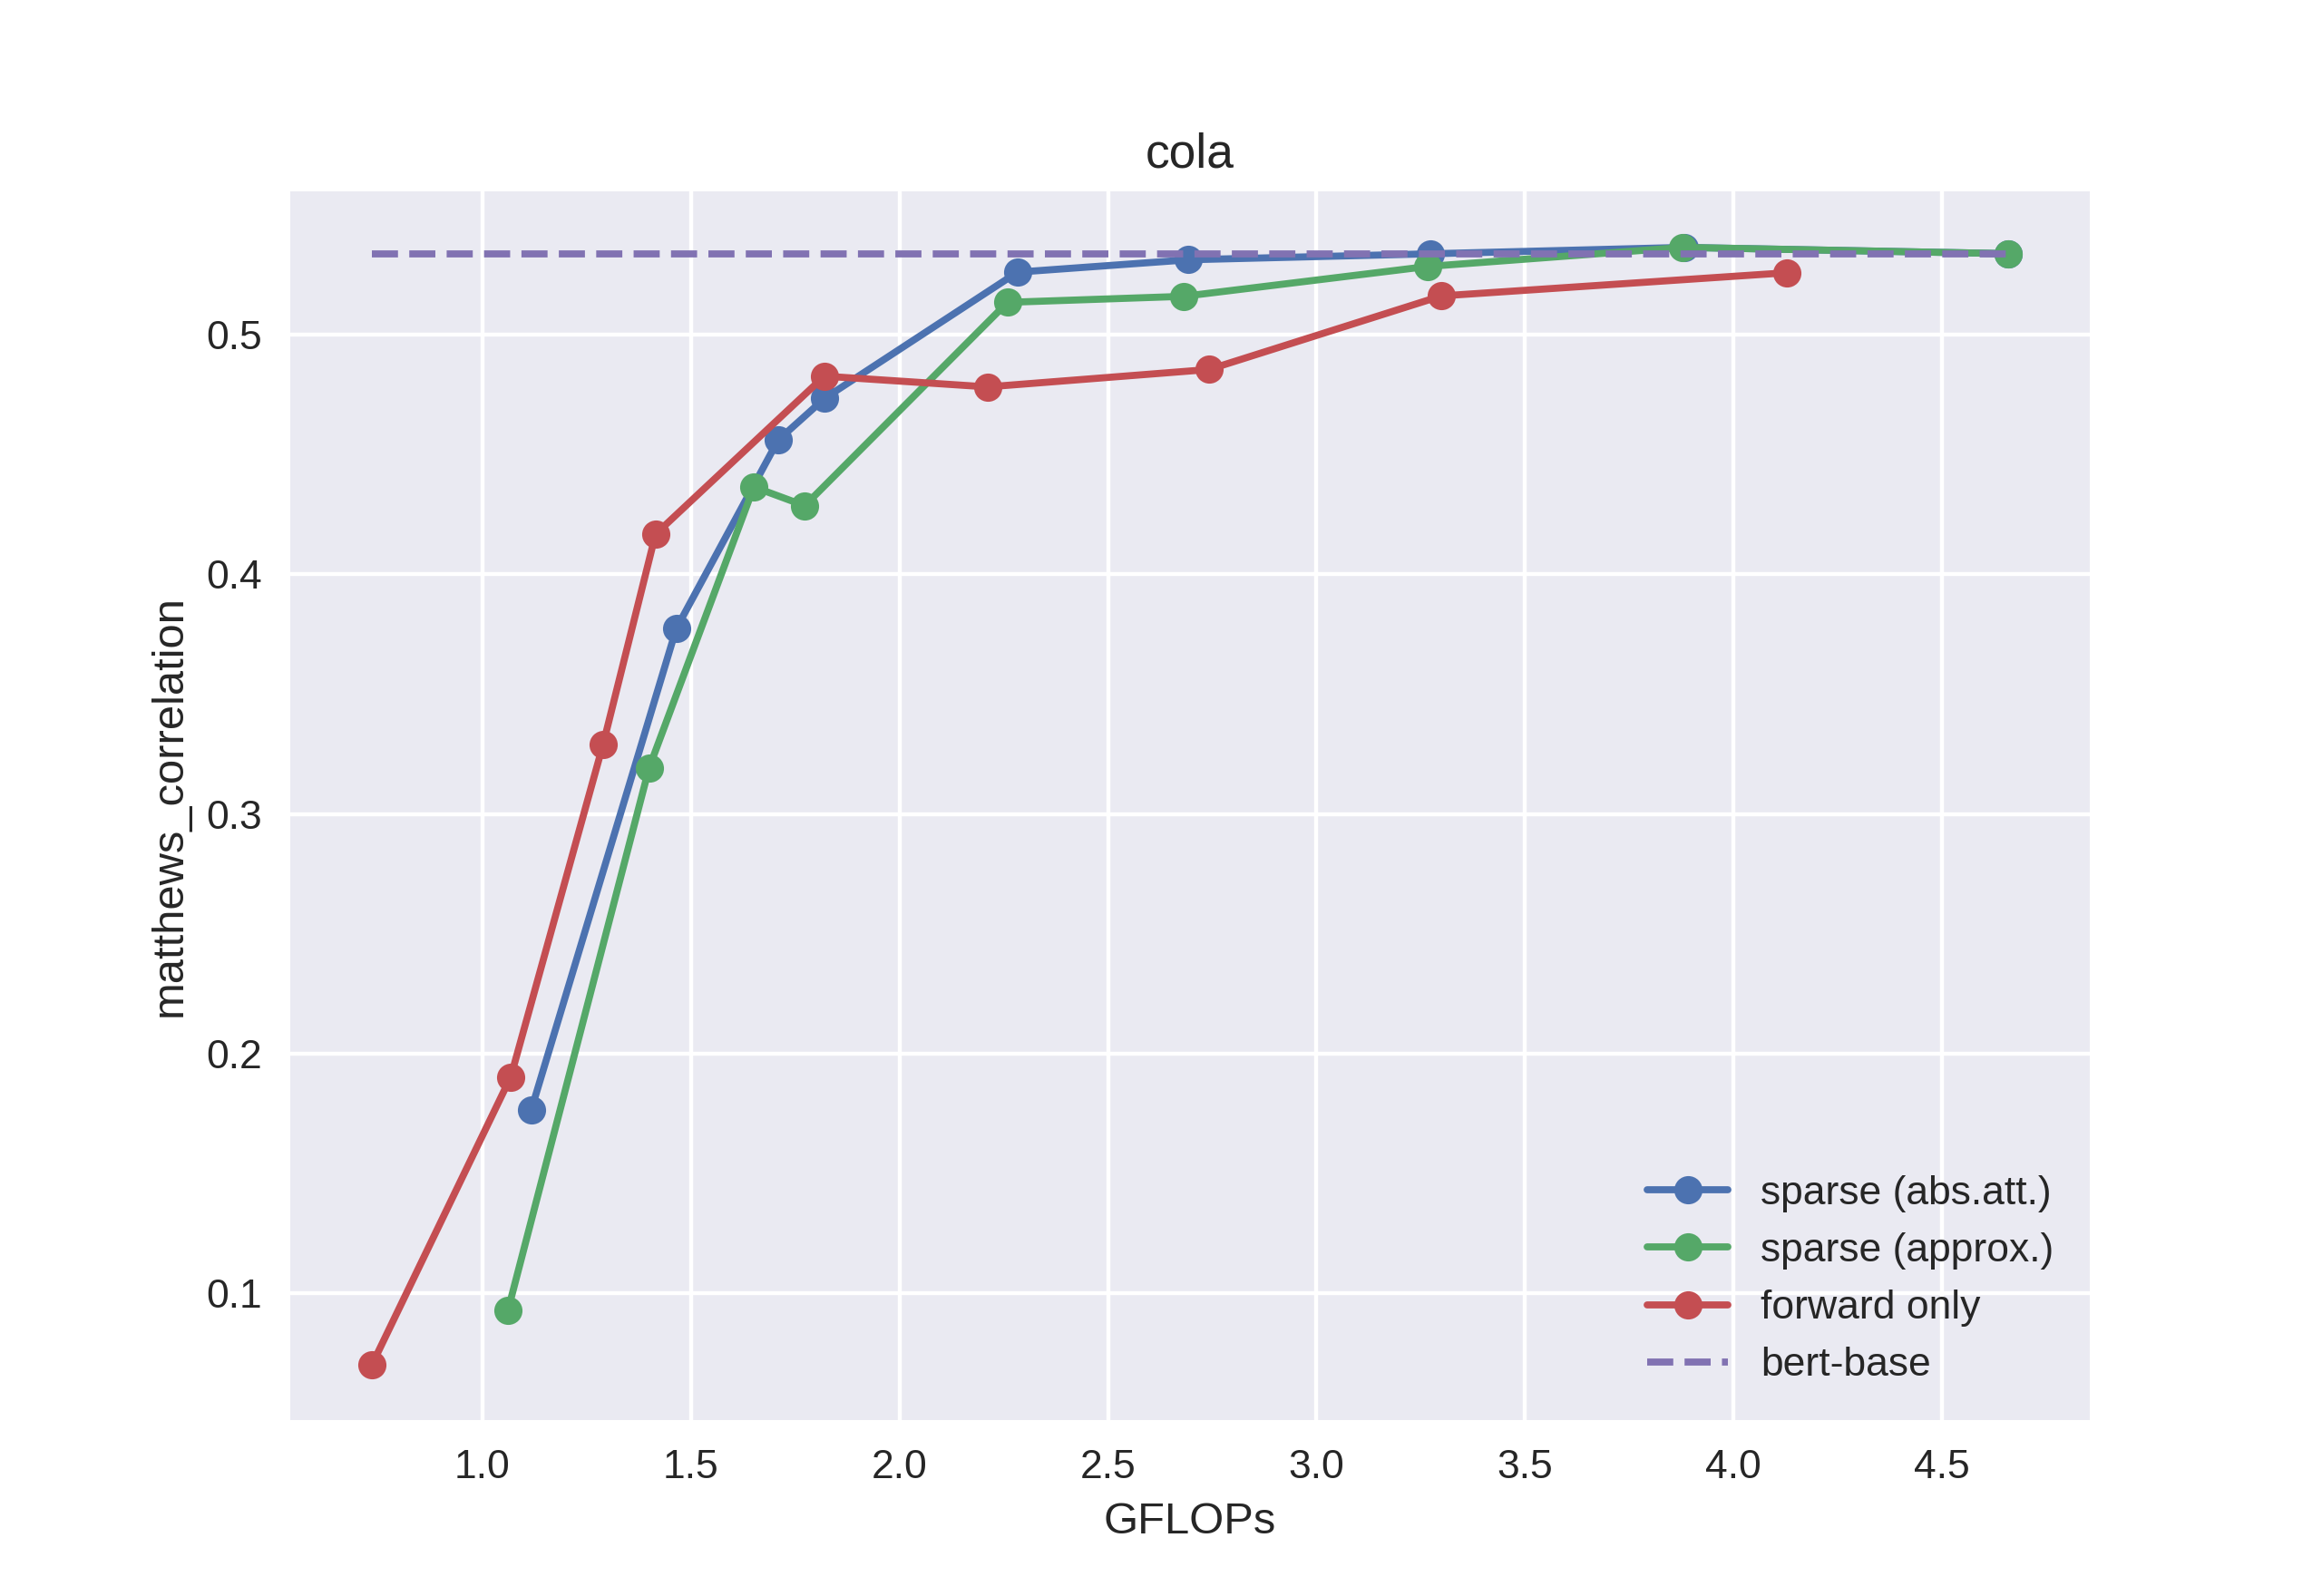 cola
matthews_correlation
0.5
0.4
0.3
0.2
0.1
sparse (abs.att.)
sparse (approx.)
forward only
bert-base
1.0 1.5 2.0 2.5 3.0 3.5 4.0 4.5
GFLOPs